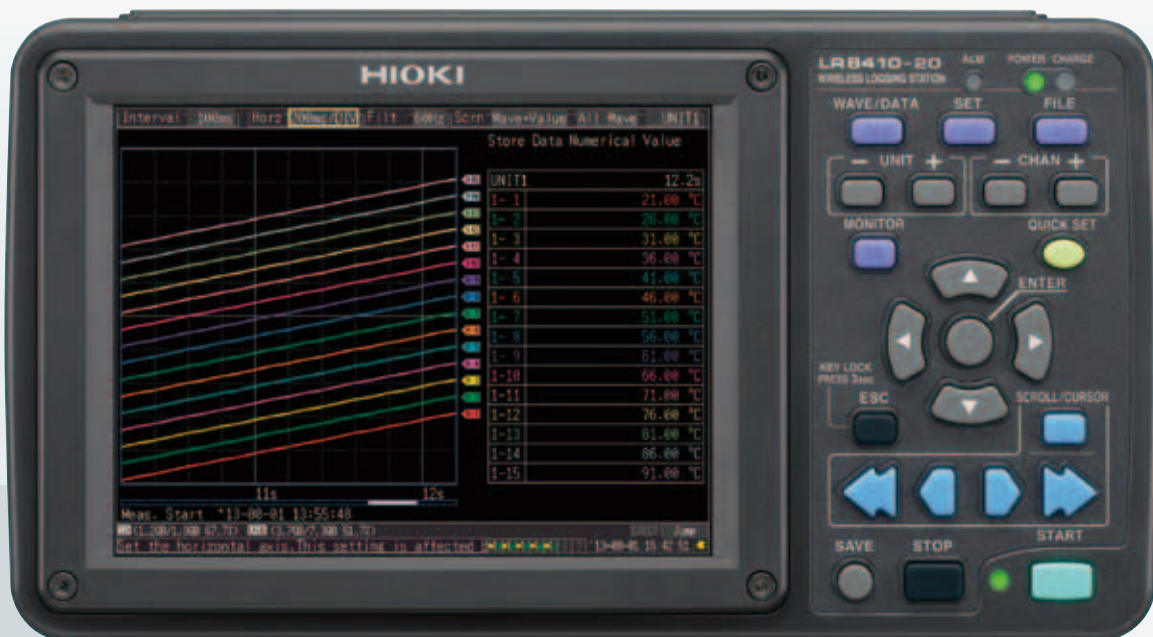 HIOKI
LR8410-20 ALM POWER CHARGE
WIRELESS LOGGING STATION
WAVE/DATA SET FILE
- UNIT + - CHAN +
MONITOR QUICK SET
ENTER
KEY LOCK
PRESS 3sec
ESC SCROLL/CURSOR
SAVE STOP START
Interval 100ms Horz 200ms/DIV Filt 60Hz Scrn Wave+Value All Wave UNIT1
Store Data Numerical Value
UNIT1 12.2s
1- 1 21.00 °C
1- 2 26.00 °C
1- 3 31.00 °C
1- 4 36.00 °C
1- 5 41.00 °C
1- 6 46.00 °C
1- 7 51.00 °C
1- 8 56.00 °C
1- 9 61.00 °C
1-10 66.00 °C
1-11 71.00 °C
1-12 76.00 °C
1-13 81.00 °C
1-14 86.00 °C
1-15 91.00 °C
11s 12s
Meas. Start '13-08-01 13:55:48
Jump
Set the horizontal axis.This setting is affected